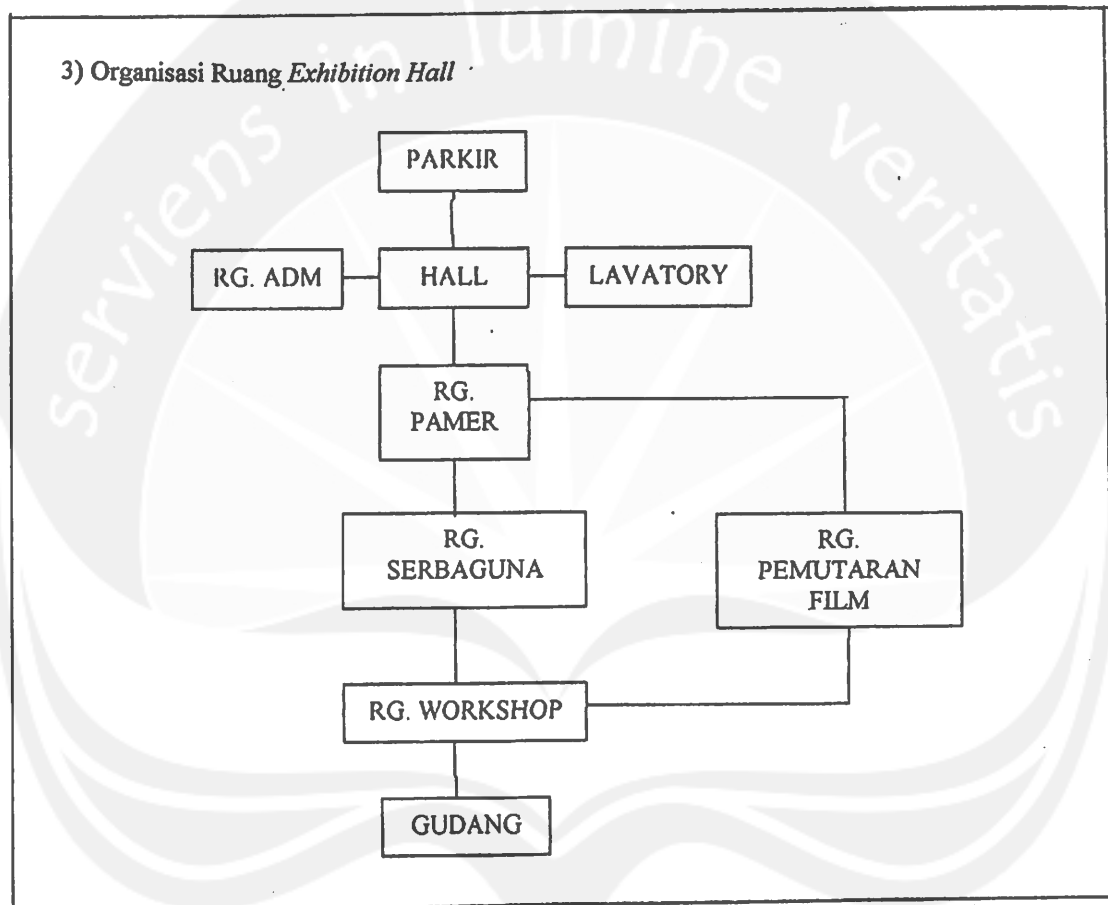 serviens in lumine veritatis
3) Organisasi Ruang Exhibition Hall
PARKIR
RG. ADM
HALL
LAVATORY
RG.
PAMER
RG.
SERBAGUNA
RG.
PEMUTARAN
FILM
RG. WORKSHOP
GUDANG